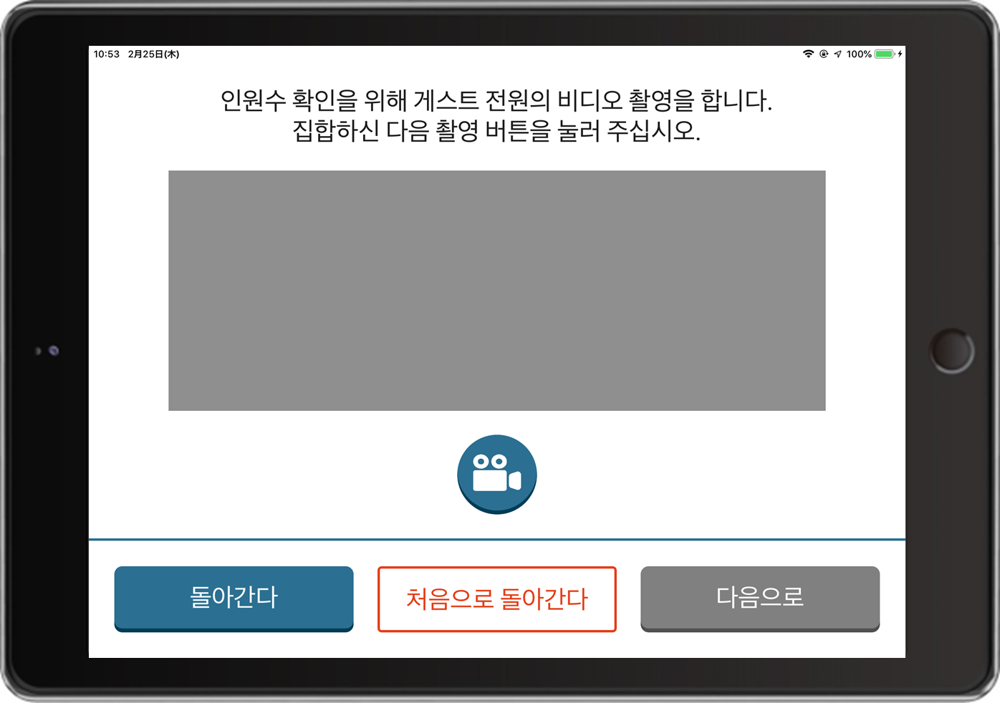 10:53 2月25日(木)
100%
인원수 확인을 위해 게스트 전원의 비디오 촬영을 합니다.
집합하신 다음 촬영 버튼을 눌러 주십시오.
돌아간다
처음으로 돌아간다
다음으로